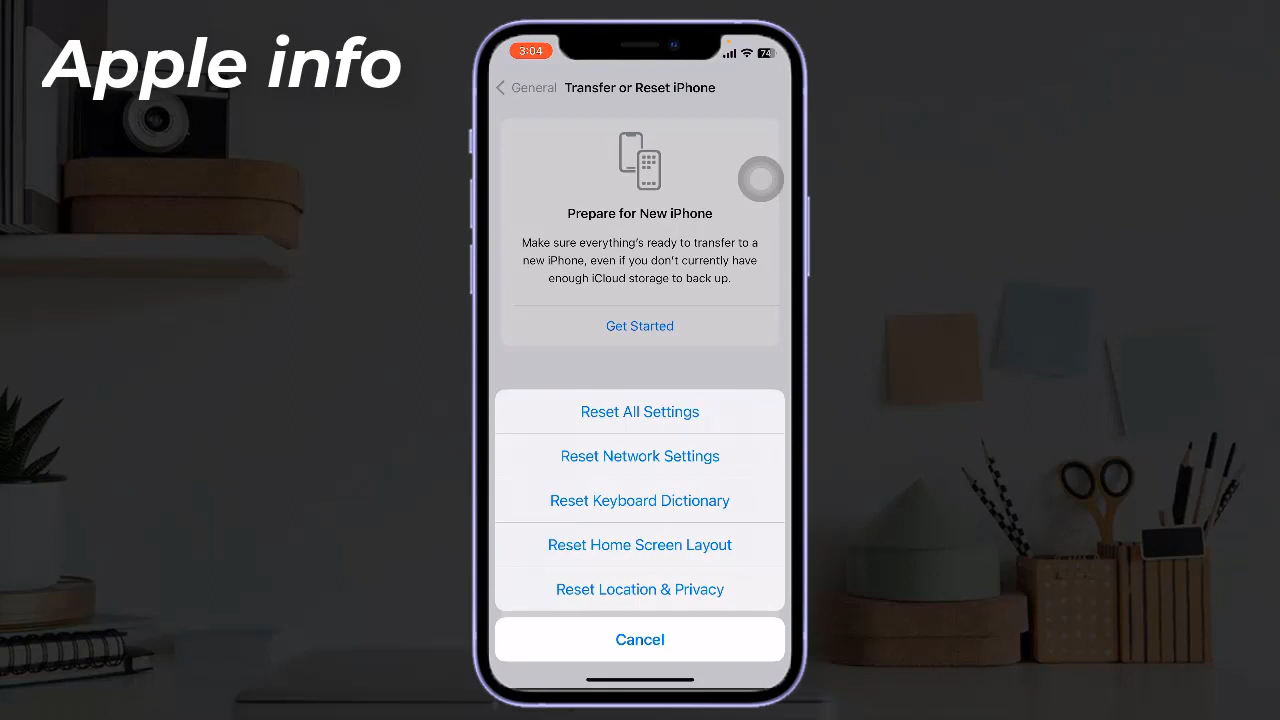 Apple info
3:04
74
General
Transfer or Reset iPhone
Prepare for New iPhone
Make sure everything's ready to transfer to a
new iPhone, even if you don't currently have
enough iCloud storage to back up.
Get Started
Reset All Settings
Reset Network Settings
Reset Keyboard Dictionary
Reset Home Screen Layout
Reset Location & Privacy
Cancel